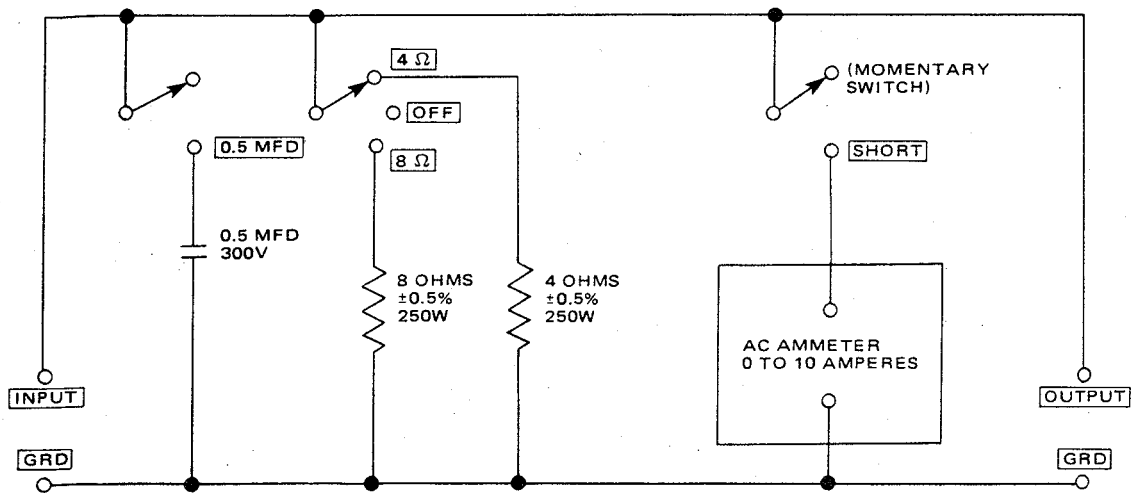 4 Ω
OFF
8 Ω
0.5 MFD
(MOMENTARY
SWITCH)
SHORT
0.5 MFD
300V
8 OHMS
±0.5%
250W
4 OHMS
±0.5%
250W
AC AMMETER
0 TO 10 AMPERES
INPUT
OUTPUT
GRD
GRD